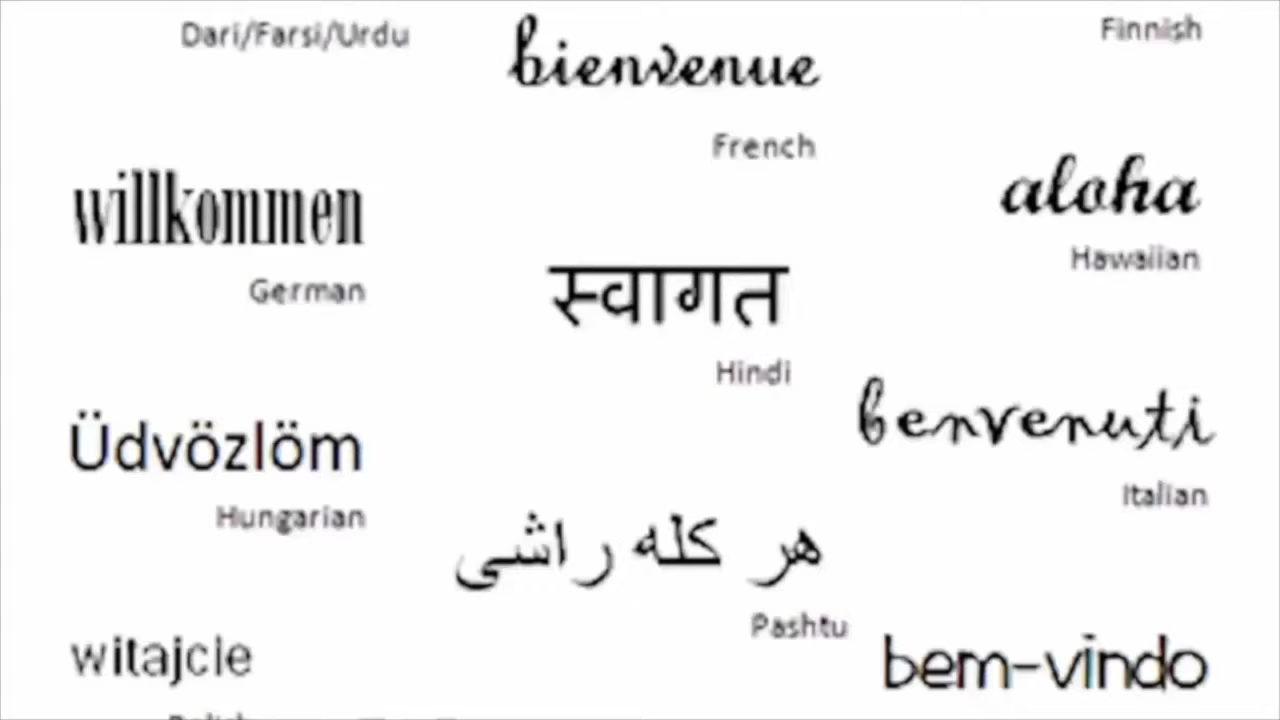 Dari/Farsi/Urdu
bienvenue
Finnish
French
willkommen
German
aloha
Hawaiian
स्वागत
Hindi
Üdvözlöm
Hungarian
benvenuti
Italian
هر کله راشی
Pashtu
witajcie
bem-vindo